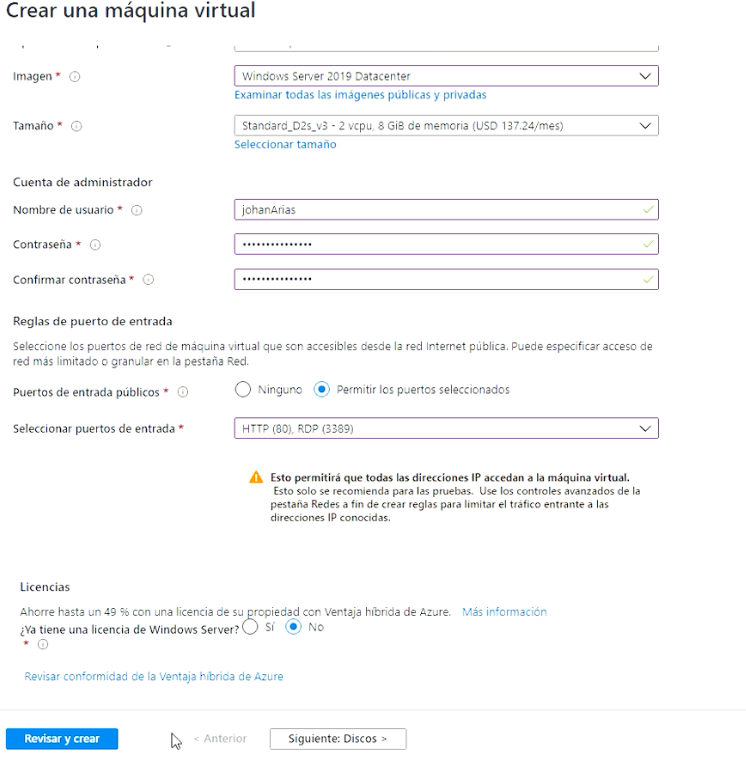 Crear una máquina virtual
Imagen *
Windows Server 2019 Datacenter
Examinar todas las imágenes públicas y privadas
Tamaño *
Standard_D2s_v3 - 2 vcpu, 8 GiB de memoria (USD 137.24/mes)
Seleccionar tamaño
Cuenta de administrador
Nombre de usuario *
johanArias
Contraseña *
•••••••••••••••
Confirmar contraseña *
•••••••••••••••
Reglas de puerto de entrada
Seleccione los puertos de red de máquina virtual que son accesibles desde la red Internet pública. Puede especificar acceso de
red más limitado o granular en la pestaña Red.
Puertos de entrada públicos *
Ninguno
Permitir los puertos seleccionados
Seleccionar puertos de entrada *
HTTP (80), RDP (3389)
Esto permitirá que todas las direcciones IP accedan a la máquina virtual.
Esto solo se recomienda para las pruebas. Use los controles avanzados de la
pestaña Redes a fin de crear reglas para limitar el tráfico entrante a las
direcciones IP conocidas.
Licencias
Ahorre hasta un 49 % con una licencia de su propiedad con Ventaja híbrida de Azure. Más información
¿Ya tiene una licencia de Windows Server? Sí No
*
Revisar conformidad de la Ventaja híbrida de Azure
Revisar y crear
< Anterior
Siguiente: Discos >